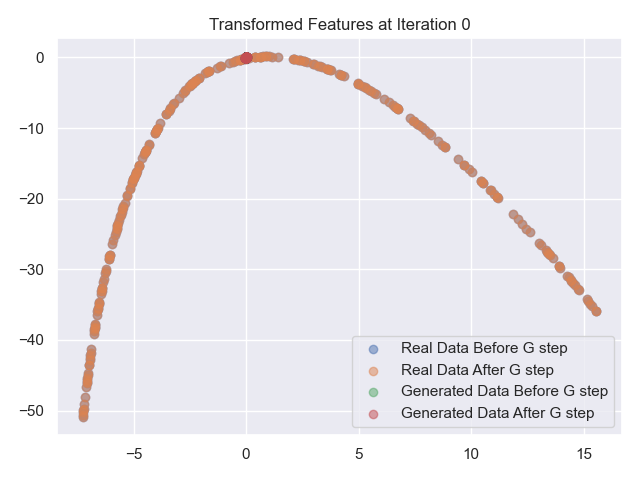 Transformed Features at Iteration 0
0
−10
−20
−30
−40
−50
−5
0
5
10
15
Real Data Before G step
Real Data After G step
Generated Data Before G step
Generated Data After G step